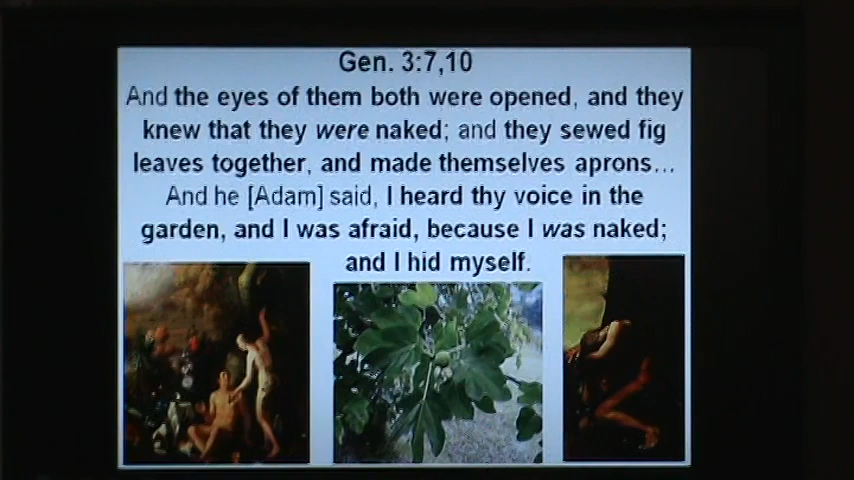 Gen. 3:7,10
And the eyes of them both were opened, and they
knew that they were naked; and they sewed fig
leaves together, and made themselves aprons...
And he [Adam] said, I heard thy voice in the
garden, and I was afraid, because I was naked;
and I hid myself.